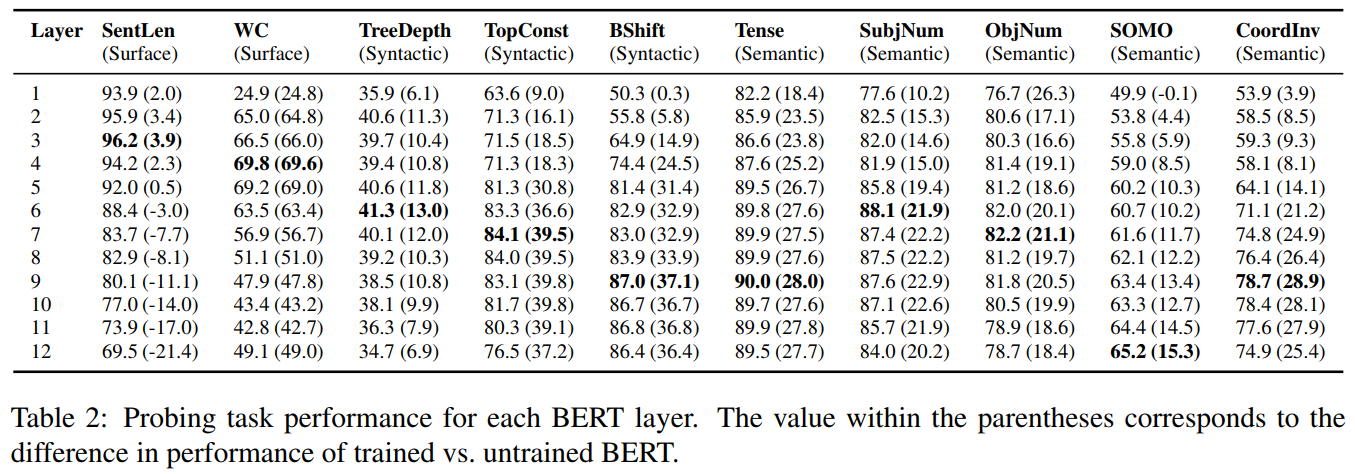 Layer SentLen WC TreeDepth TopConst BShift Tense SubjNum ObjNum SOMO CoordInv
(Surface) (Surface) (Syntactic) (Syntactic) (Syntactic) (Semantic) (Semantic) (Semantic) (Semantic) (Semantic)
1 93.9 (2.0) 24.9 (24.8) 35.9 (6.1) 63.6 (9.0) 50.3 (0.3) 82.2 (18.4) 77.6 (10.2) 76.7 (26.3) 49.9 (-0.1) 53.9 (3.9)
2 95.9 (3.4) 65.0 (64.8) 40.6 (11.3) 71.3 (16.1) 55.8 (5.8) 85.9 (23.5) 82.5 (15.3) 80.6 (17.1) 53.8 (4.4) 58.5 (8.5)
3 96.2 (3.9) 66.5 (66.0) 39.7 (10.4) 71.5 (18.5) 64.9 (14.9) 86.6 (23.8) 82.0 (14.6) 80.3 (16.6) 55.8 (5.9) 59.3 (9.3)
4 94.2 (2.3) 69.8 (69.6) 39.4 (10.8) 71.3 (18.3) 74.4 (24.5) 87.6 (25.2) 81.9 (15.0) 81.4 (19.1) 59.0 (8.5) 58.1 (8.1)
5 92.0 (0.5) 69.2 (69.0) 40.6 (11.8) 81.3 (30.8) 81.4 (31.4) 89.5 (26.7) 85.8 (19.4) 81.2 (18.6) 60.2 (10.3) 64.1 (14.1)
6 88.4 (-3.0) 63.5 (63.4) 41.3 (13.0) 83.3 (36.6) 82.9 (32.9) 89.8 (27.6) 88.1 (21.9) 82.0 (20.1) 60.7 (10.2) 71.1 (21.2)
7 83.7 (-7.7) 56.9 (56.7) 40.1 (12.0) 84.1 (39.5) 83.0 (32.9) 89.9 (27.5) 87.4 (22.2) 82.2 (21.1) 61.6 (11.7) 74.8 (24.9)
8 82.9 (-8.1) 51.1 (51.0) 39.2 (10.3) 84.0 (39.5) 83.9 (33.9) 89.9 (27.6) 87.5 (22.2) 81.2 (19.7) 62.1 (12.2) 76.4 (26.4)
9 80.1 (-11.1) 47.9 (47.8) 38.5 (10.8) 83.1 (39.8) 87.0 (37.1) 90.0 (28.0) 87.6 (22.9) 81.8 (20.5) 63.4 (13.4) 78.7 (28.9)
10 77.0 (-14.0) 43.4 (43.2) 38.1 (9.9) 81.7 (39.8) 86.7 (36.7) 89.7 (27.6) 87.1 (22.6) 80.5 (19.9) 63.3 (12.7) 78.4 (28.1)
11 73.9 (-17.0) 42.8 (42.7) 36.3 (7.9) 80.3 (39.1) 86.8 (36.8) 89.9 (27.8) 85.7 (21.9) 78.9 (18.6) 64.4 (14.5) 77.6 (27.9)
12 69.5 (-21.4) 49.1 (49.0) 34.7 (6.9) 76.5 (37.2) 86.4 (36.4) 89.5 (27.7) 84.0 (20.2) 78.7 (18.4) 65.2 (15.3) 74.9 (25.4)
Table 2: Probing task performance for each BERT layer. The value within the parentheses corresponds to the
difference in performance of trained vs. untrained BERT.